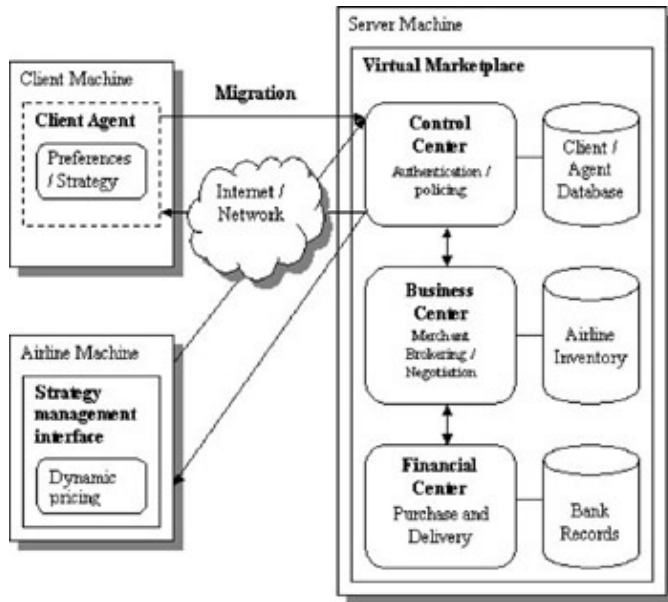 Server Machine
Client Machine
Virtual Marketplace
Migration
Client Agent
Preferences
/ Strategy
Internet /
Network
Control
Center
Authentication /
policing
Client /
Agent
Database
Business
Center
Merchant
Brokering /
Negotiation
Airline
Inventory
Airline Machine
Strategy
management
interface
Dynamic
pricing
Financial
Center
Purchase and
Delivery
Bank
Records